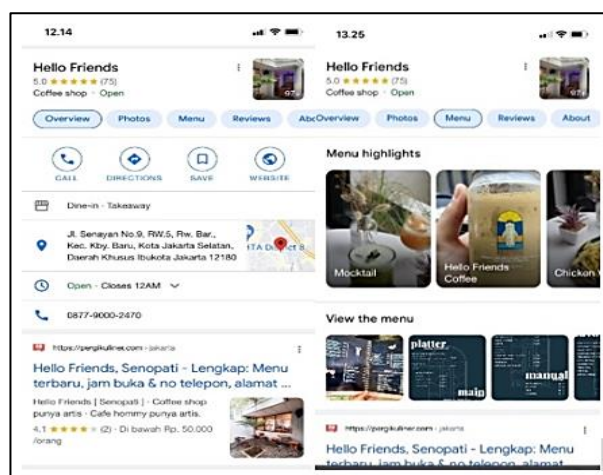 12.14
Hello Friends
5.0 ★★★★★ (75)
Coffee shop · Open
Overview
Photos
Menu
Reviews
Abc
CALL
DIRECTIONS
SAVE
WEBSITE
Dine-in · Takeaway
Jl. Senayan No.9, RW.5, Rw. Bar.,
Kec. Kby. Baru, Kota Jakarta Selatan,
Daerah Khusus Ibukota Jakarta 12180
Open · Closes 12AM
0877-9000-2470
https://pergikuliner.com › jakarta
Hello Friends, Senopati - Lengkap: Menu
terbaru, jam buka & no telepon, alamat ...
Hello Friends | Senopati | · Coffee shop
punya artis · Cafe hommy punya artis.
4.1 ★★★★ (2) · Di bawah Rp. 50.000
/orang
13.25
Hello Friends
5.0 ★★★★★ (75)
Coffee shop · Open
Overview
Photos
Menu
Reviews
About
Menu highlights
Mocktail
Hello Friends
Coffee
Chicken
View the menu
platter
main
manual
https://pergikuliner.com › jakarta
Hello Friends, Senopati - Lengkap: Menu